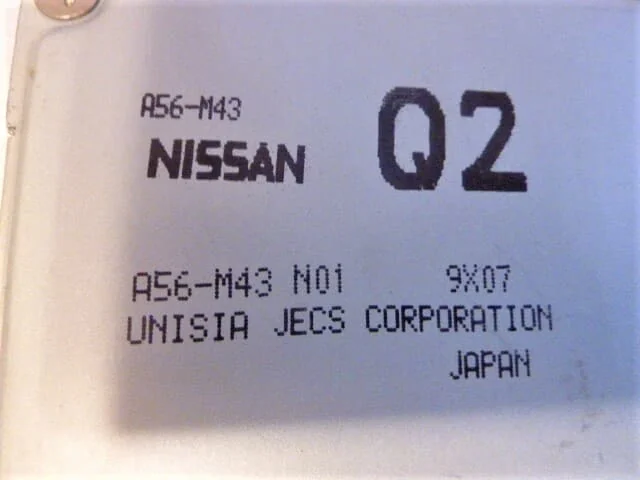 A56-M43
NISSAN Q2
A56-M43 N01 9X07
UNISIA JECS CORPORATION
JAPAN